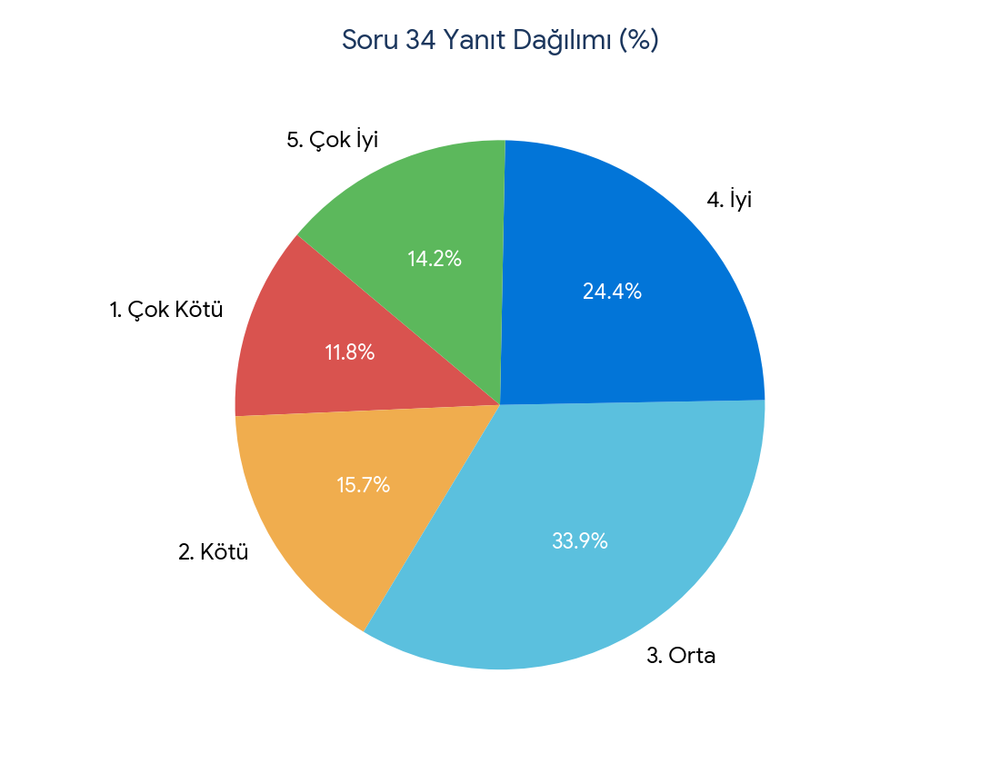 Soru 34 Yanıt Dağılımı (%)
5. Çok İyi
4. İyi
14.2%
24.4%
1. Çok Kötü
11.8%
15.7%
33.9%
2. Kötü
3. Orta